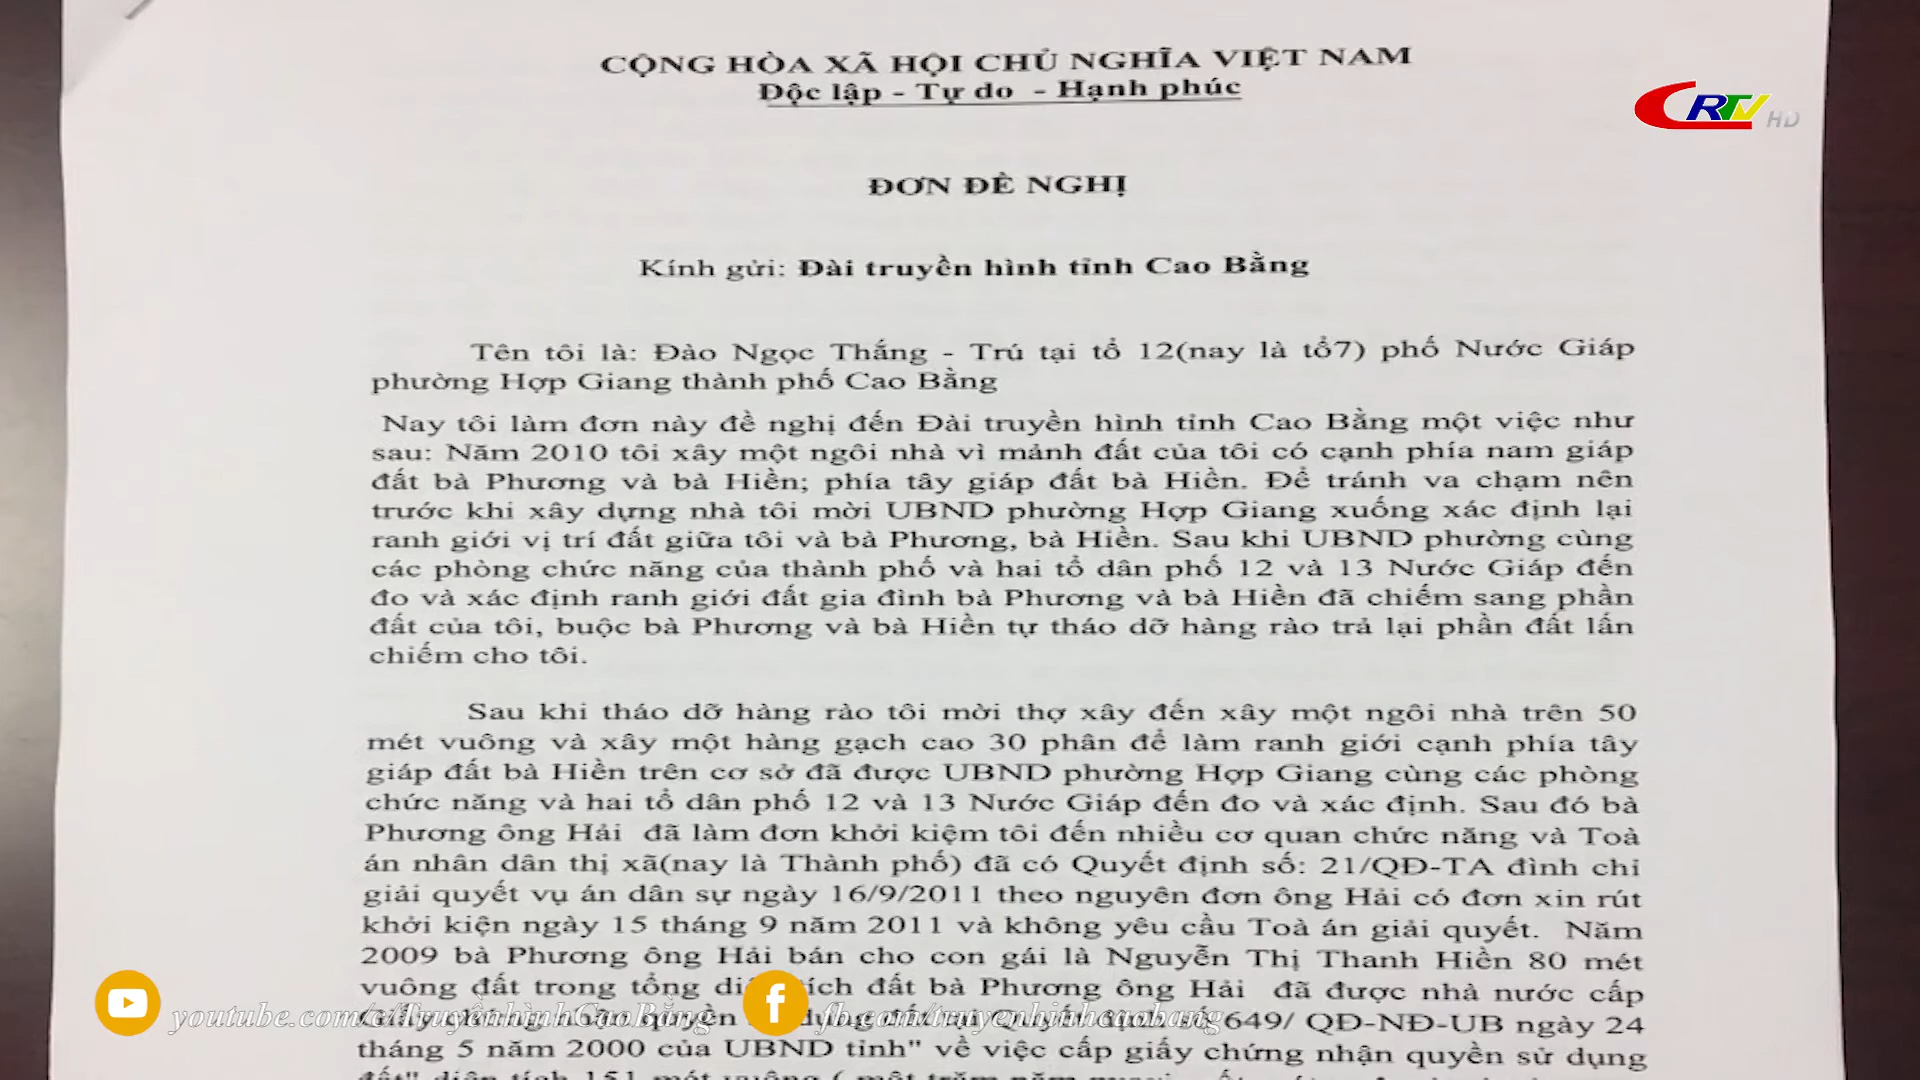 CỘNG HÒA XÃ HỘI CHỦ NGHĨA VIỆT NAM
Độc lập - Tự do - Hạnh phúc
CRTV HD
ĐƠN ĐỀ NGHỊ
Kính gửi: Đài truyền hình tỉnh Cao Bằng
Tên tôi là: Đào Ngọc Thắng - Trú tại tổ 12(nay là tổ7) phố Nước Giáp
phường Hợp Giang thành phố Cao Bằng
Nay tôi làm đơn này đề nghị đến Đài truyền hình tỉnh Cao Bằng một việc như
sau: Năm 2010 tôi xây một ngôi nhà vì mảnh đất của tôi có cạnh phía nam giáp
đất bà Phương và bà Hiền; phía tây giáp đất bà Hiền. Để tránh va chạm nên
trước khi xây dựng nhà tôi mời UBND phường Hợp Giang xuống xác định lại
ranh giới vị trí đất giữa tôi và bà Phương, bà Hiền. Sau khi UBND phường cùng
các phòng chức năng của thành phố và hai tổ dân phố 12 và 13 Nước Giáp đến
đo và xác định ranh giới đất gia đình bà Phương và bà Hiền đã chiếm sang phần
đất của tôi, buộc bà Phương và bà Hiền tự tháo dỡ hàng rào trả lại phần đất lấn
chiếm cho tôi.
Sau khi tháo dỡ hàng rào tôi mời thợ xây đến xây một ngôi nhà trên 50
mét vuông và xây một hàng gạch cao 30 phân để làm ranh giới cạnh phía tây
giáp đất bà Hiền trên cơ sở đã được UBND phường Hợp Giang cùng các phòng
chức năng và hai tổ dân phố 12 và 13 Nước Giáp đến đo và xác định. Sau đó bà
Phương ông Hải đã làm đơn khởi kiệm tôi đến nhiều cơ quan chức năng và Toà
án nhân dân thị xã(nay là Thành phố) đã có Quyết định số: 21/QĐ-TA đình chỉ
giải quyết vụ án dân sự ngày 16/9/2011 theo nguyên đơn ông Hải có đơn xin rút
khởi kiện ngày 15 tháng 9 năm 2011 và không yêu cầu Toà án giải quyết. Năm
2009 bà Phương ông Hải bán cho con gái là Nguyễn Thị Thanh Hiền 80 mét
vuông đất trong tổng diện tích đất bà Phương ông Hải đã được nhà nước cấp
649/ QĐ-NĐ-UB ngày 24
youtube.com/c/TruyềnhìnhCaoBằng
fb.com/truyenhinhcaobang
tháng 5 năm 2000 của UBND tỉnh" về việc cấp giấy chứng nhận quyền sử dụng
đất" diện tích 151 mét vuông